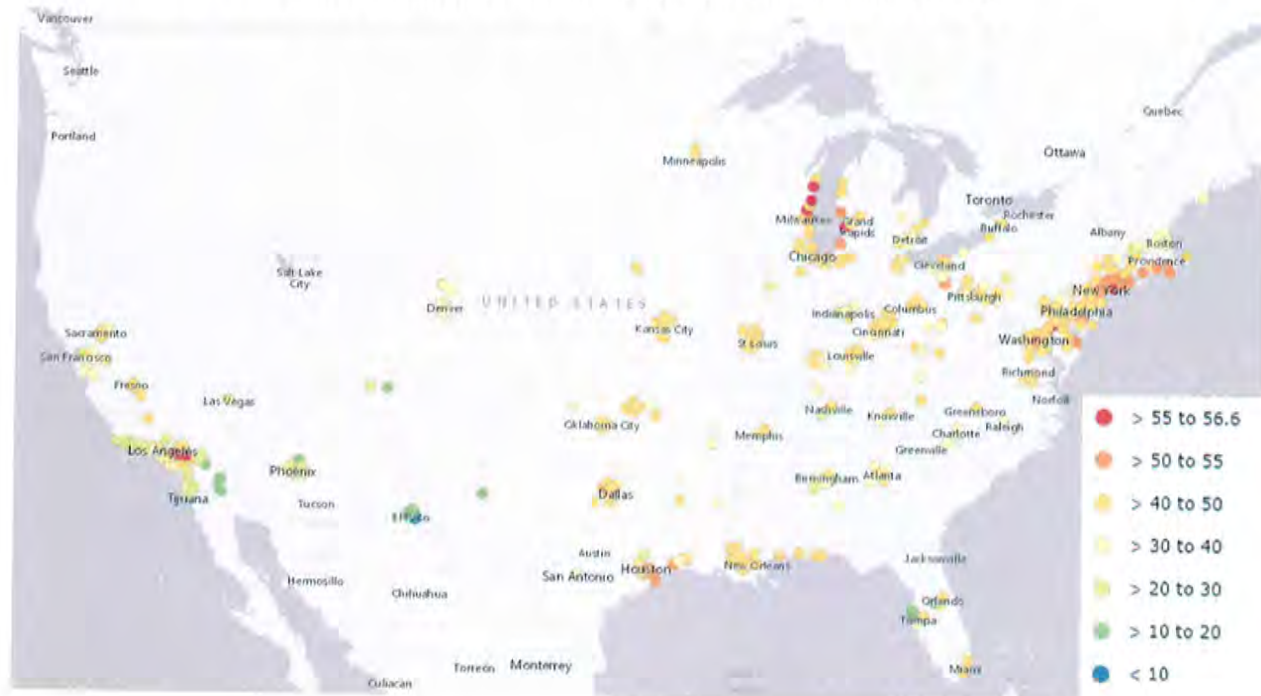 Vancouver
Seattle
Portland
Quebec
Ottawa
Minneapolis
Toronto
Rochester
Buffalo
Milwaukee
Grand
Rapids
Detroit
Albany
Boston
Providence
Chicago
Cleveland
Salt Lake
City
Denver
UNITED STATES
Pittsburgh
New York
Indianapolis
Columbus
Philadelphia
Sacramento
Kansas City
Cincinnati
St Louis
Washington
San Francisco
Louisville
Fresno
Richmond
Las Vegas
Norfolk
Nashville
Knoxville
Greensboro
Oklahoma City
Raleigh
Memphis
Charlotte
Los Angeles
Greenville
Phoenix
Birmingham
Atlanta
Tijuana
Tucson
Dallas
El Paso
Austin
Jacksonville
Hermosillo
San Antonio
Houston
New Orleans
Chihuahua
Orlando
Tampa
Torreon
Monterrey
Miami
Culiacan
> 55 to 56.6
> 50 to 55
> 40 to 50
> 30 to 40
> 20 to 30
> 10 to 20
< 10